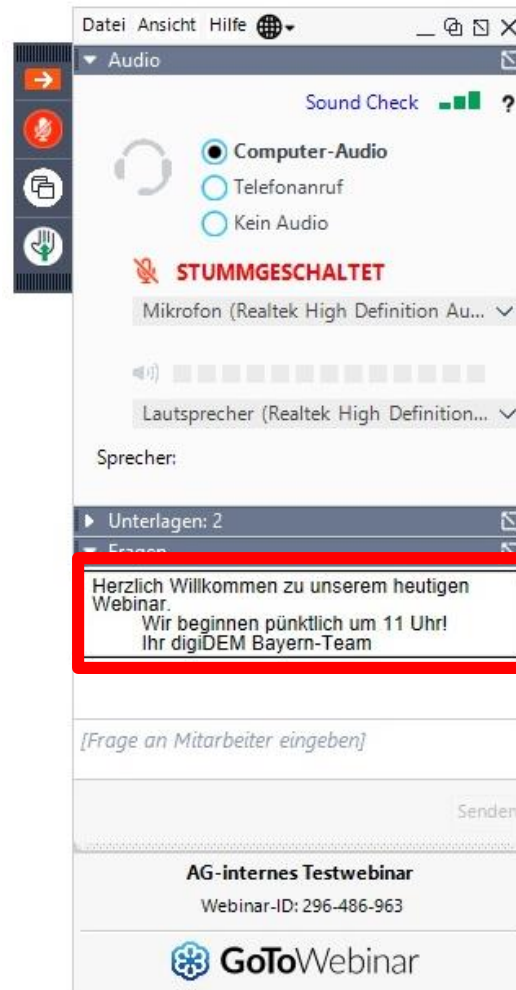 Datei Ansicht Hilfe
Audio
Sound Check ?
Computer-Audio
Telefonanruf
Kein Audio
STUMMGESCHALTET
Mikrofon (Realtek High Definition Au...
Lautsprecher (Realtek High Definition...
Sprecher:
Unterlagen: 2
Fragen
Herzlich Willkommen zu unserem heutigen
Webinar.
Wir beginnen pünktlich um 11 Uhr!
Ihr digiDEM Bayern-Team
[Frage an Mitarbeiter eingeben]
Senden
AG-internes Testwebinar
Webinar-ID: 296-486-963
GoToWebinar